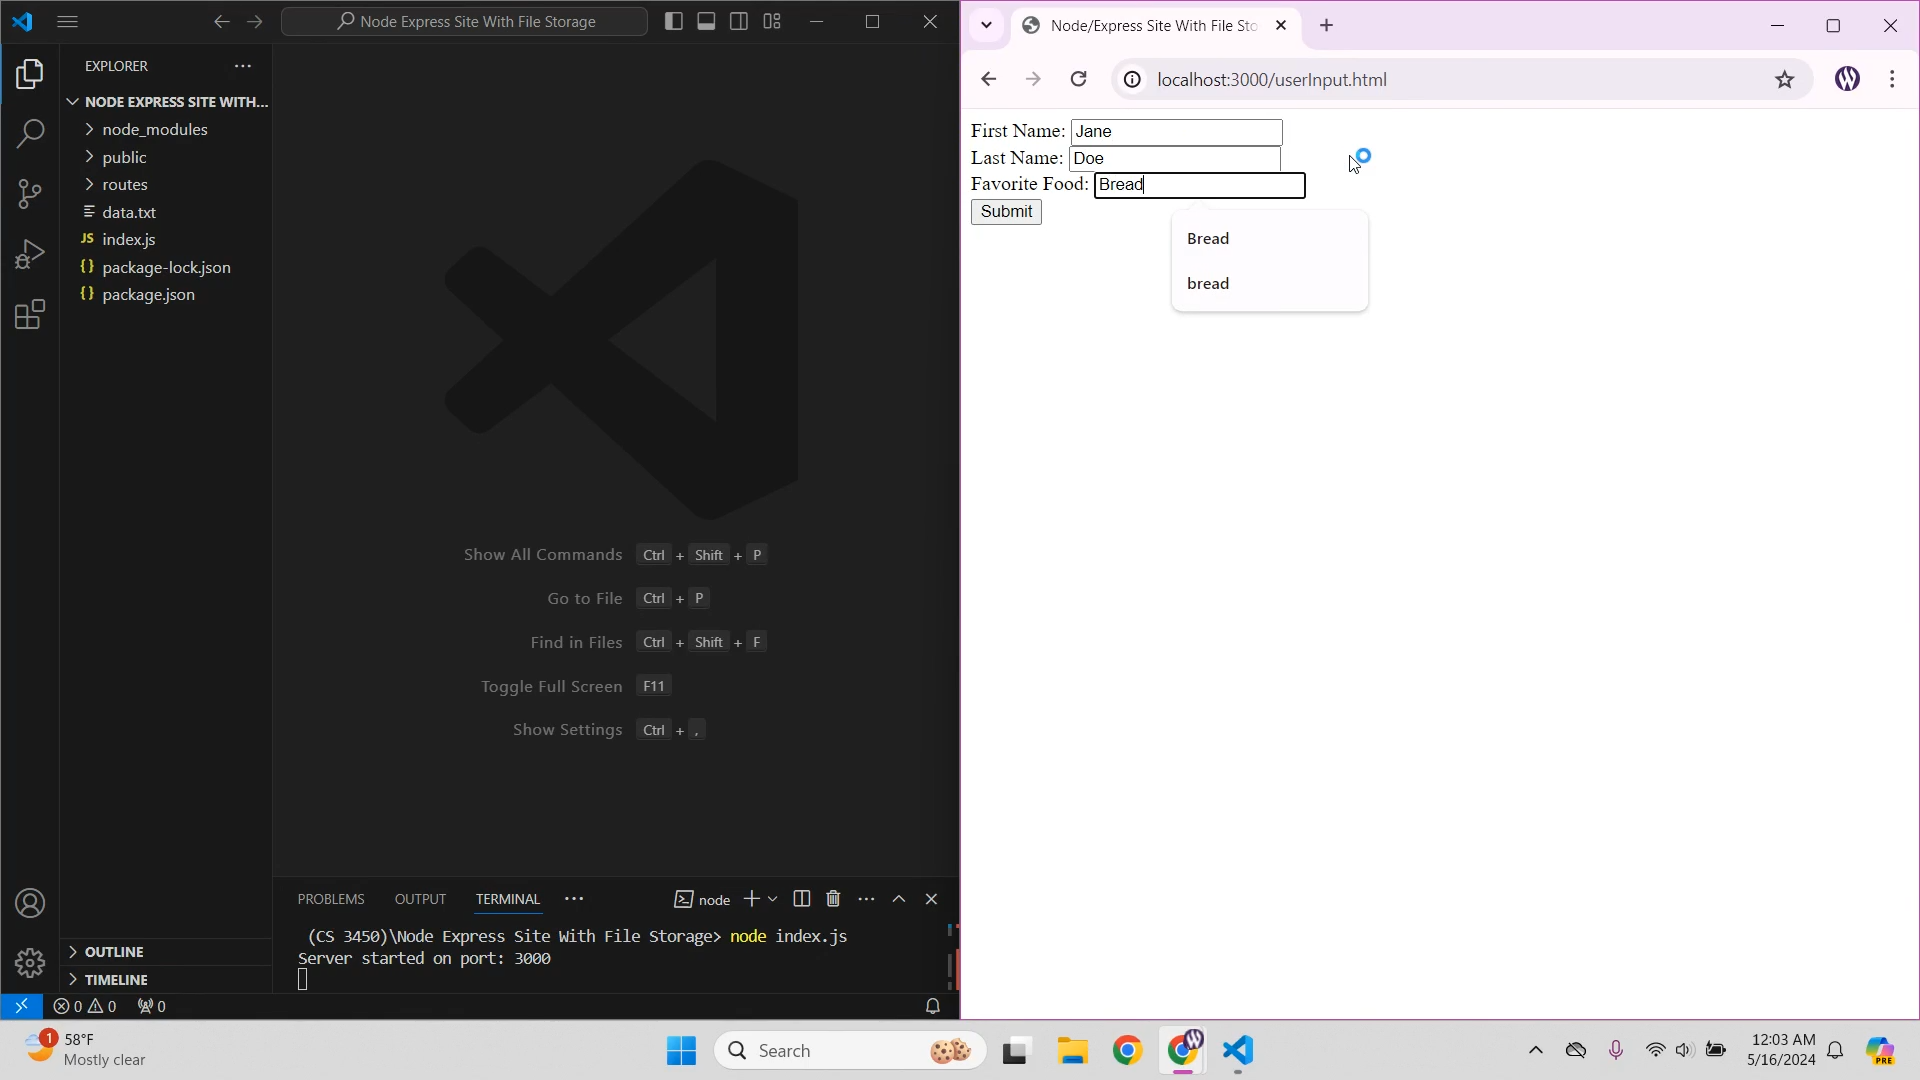 Node Express Site With File Storage
EXPLORER
NODE EXPRESS SITE WITH...
node_modules
public
routes
data.txt
JS index.js
{} package-lock.json
{} package.json
Show All Commands Ctrl + Shift + P
Go to File Ctrl + P
Find in Files Ctrl + Shift + F
Toggle Full Screen F11
Show Settings Ctrl + ,
PROBLEMS OUTPUT TERMINAL ... node
(CS 3450)\Node Express Site With File Storage> node index.js
Server started on port: 3000
OUTLINE
TIMELINE
0 0 0
Node/Express Site With File Sto
localhost:3000/userInput.html
First Name: Jane
Last Name: Doe
Favorite Food: Bread
Submit
Bread
bread
1
58°F
Mostly clear
Search
W
12:03 AM
5/16/2024
PRE